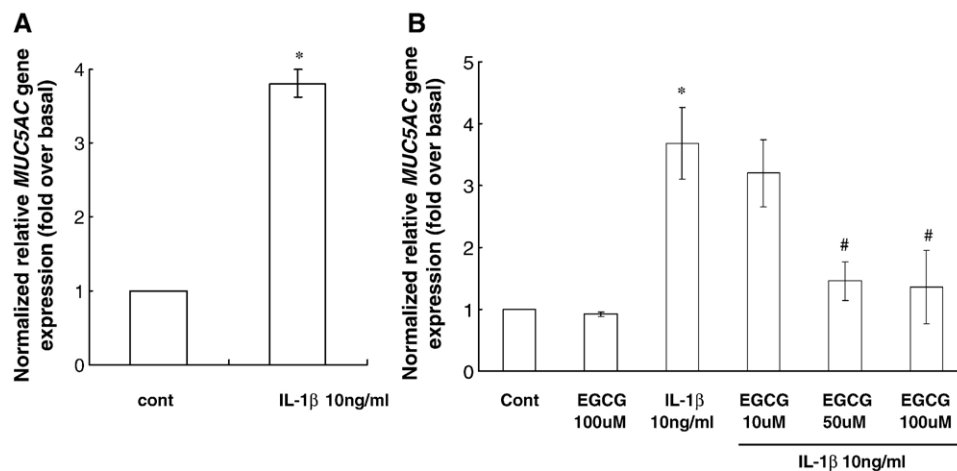 A
Normalized relative MUC5AC gene
expression (fold over basal)
4
3
2
1
0
*
cont
IL-1β 10ng/ml
B
Normalized relative MUC5AC gene
expression (fold over basal)
5
4
3
2
1
0
*
#
#
Cont
EGCG
100uM
IL-1β
10ng/ml
EGCG
10uM
EGCG
50uM
EGCG
100uM
IL-1β 10ng/ml